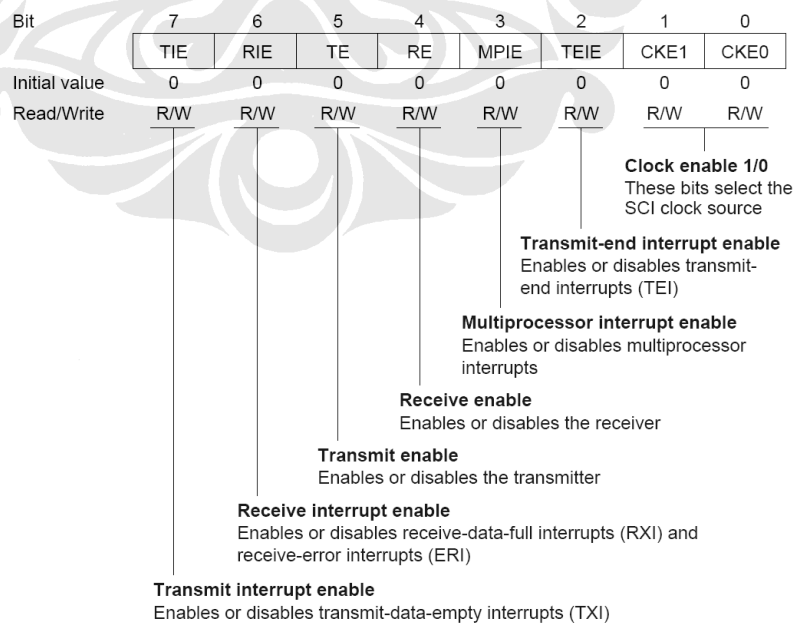 Bit 7 6 5 4 3 2 1 0
TIE RIE TE RE MPIE TEIE CKE1 CKE0
Initial value 0 0 0 0 0 0 0 0
Read/Write R/W R/W R/W R/W R/W R/W R/W R/W
Clock enable 1/0
These bits select the
SCI clock source
Transmit-end interrupt enable
Enables or disables transmit-
end interrupts (TEI)
Multiprocessor interrupt enable
Enables or disables multiprocessor
interrupts
Receive enable
Enables or disables the receiver
Transmit enable
Enables or disables the transmitter
Receive interrupt enable
Enables or disables receive-data-full interrupts (RXI) and
receive-error interrupts (ERI)
Transmit interrupt enable
Enables or disables transmit-data-empty interrupts (TXI)